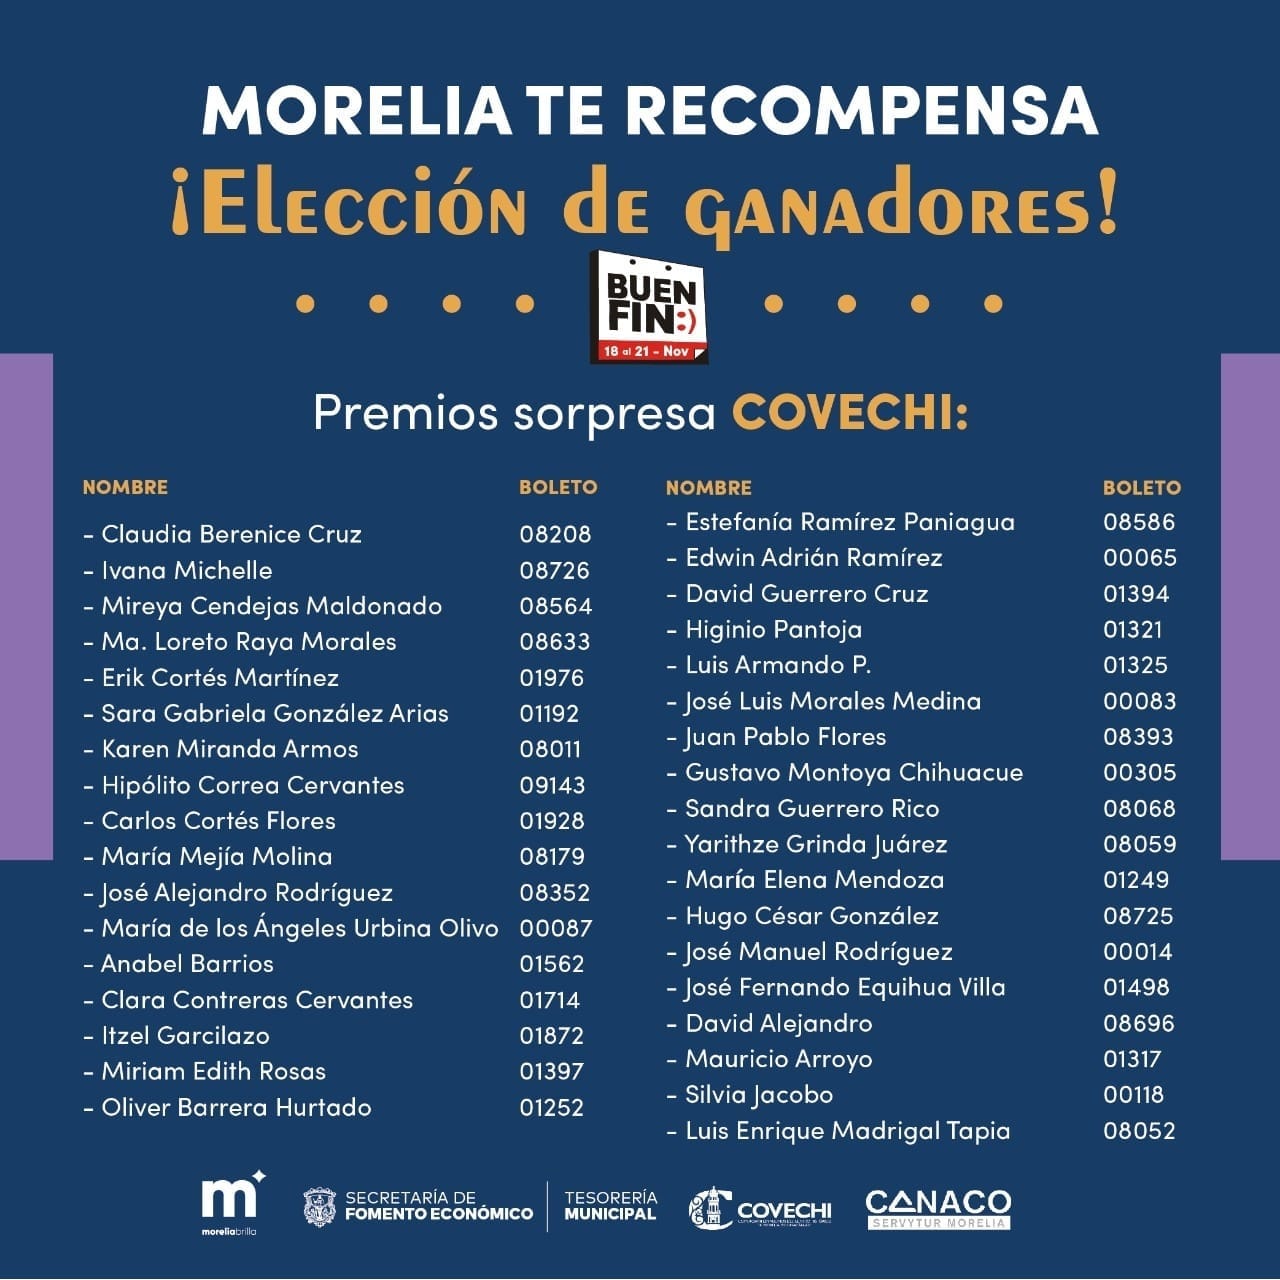 MORELIA TE RECOMPENSA
¡Elección de ganadores!
BUEN
FIN:)
18 al 21 - Nov
Premios sorpresa COVECHI:
NOMBRE BOLETO
- Claudia Berenice Cruz 08208
- Ivana Michelle 08726
- Mireya Cendejas Maldonado 08564
- Ma. Loreto Raya Morales 08633
- Erik Cortés Martínez 01976
- Sara Gabriela González Arias 01192
- Karen Miranda Armos 08011
- Hipólito Correa Cervantes 09143
- Carlos Cortés Flores 01928
- María Mejía Molina 08179
- José Alejandro Rodríguez 08352
- María de los Ángeles Urbina Olivo 00087
- Anabel Barrios 01562
- Clara Contreras Cervantes 01714
- Itzel Garcilazo 01872
- Miriam Edith Rosas 01397
- Oliver Barrera Hurtado 01252
NOMBRE BOLETO
- Estefanía Ramírez Paniagua 08586
- Edwin Adrián Ramírez 00065
- David Guerrero Cruz 01394
- Higinio Pantoja 01321
- Luis Armando P. 01325
- José Luis Morales Medina 00083
- Juan Pablo Flores 08393
- Gustavo Montoya Chihuacue 00305
- Sandra Guerrero Rico 08068
- Yarithze Grinda Juárez 08059
- María Elena Mendoza 01249
- Hugo César González 08725
- José Manuel Rodríguez 00014
- José Fernando Equihua Villa 01498
- David Alejandro 08696
- Mauricio Arroyo 01317
- Silvia Jacobo 00118
- Luis Enrique Madrigal Tapia 08052
m
moreliabrilla
SECRETARÍA DE
FOMENTO ECONÓMICO
TESORERÍA
MUNICIPAL
COVECHI
CANACO
SERVYTUR MORELIA